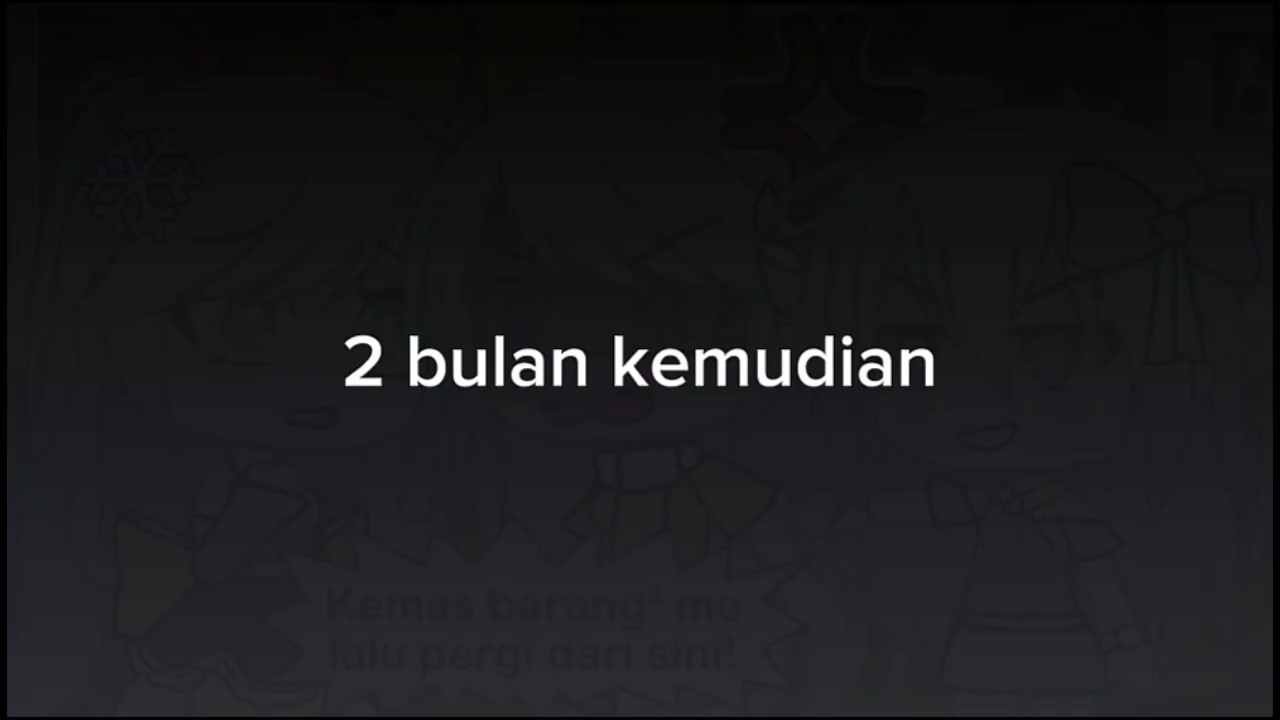 2 bulan kemudian
Kemas barang² mu
lalu pergi dari sini!